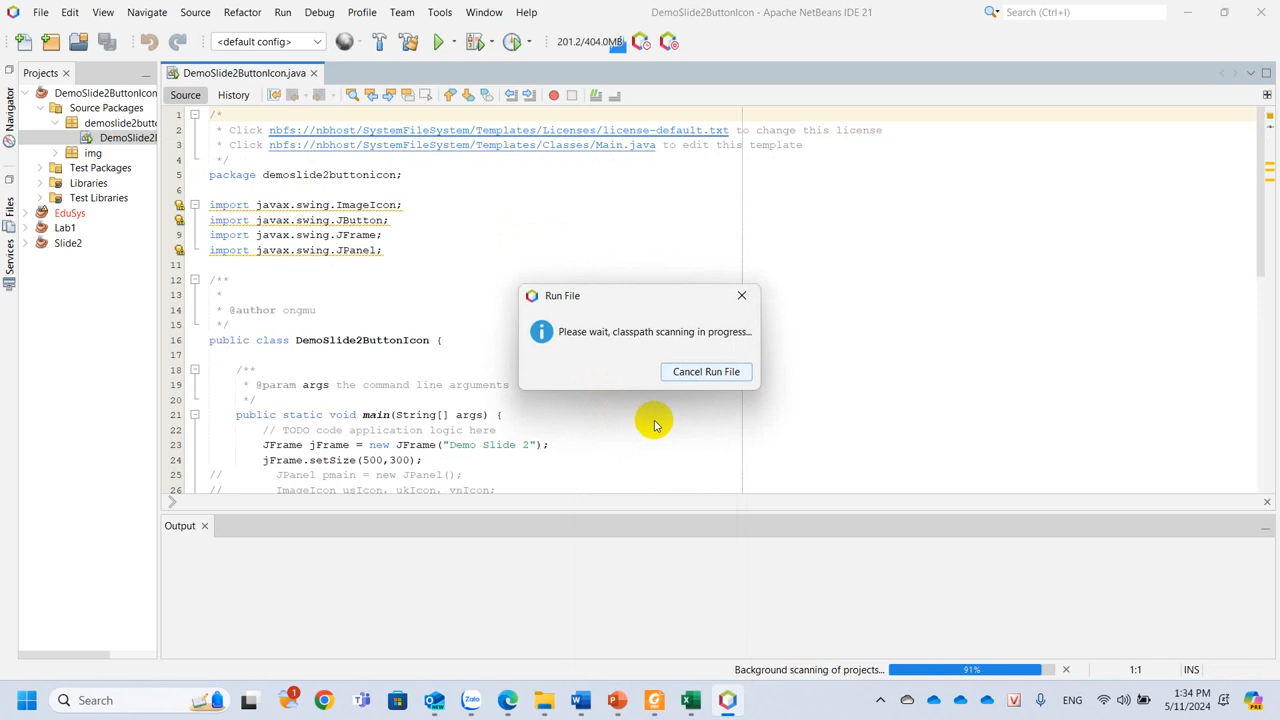 File Edit View Navigate Source Refactor Run Debug Profile Team Tools Window Help
DemoSlide2ButtonIcon - Apache NetBeans IDE 21
Search (Ctrl+I)
<default config>
201.2/404.0MB
Projects
DemoSlide2ButtonIcon.java
Navigator
Files
Services
DemoSlide2ButtonIcon
Source Packages
demoslide2butto
DemoSlide2B
img
Test Packages
Libraries
Test Libraries
EduSys
Lab1
Slide2
Source History
1 /*
2 * Click nbfs://nbhost/SystemFileSystem/Templates/Licenses/license-default.txt to change this license
3 * Click nbfs://nbhost/SystemFileSystem/Templates/Classes/Main.java to edit this template
4 */
5 package demoslide2buttonicon;
6
import javax.swing.ImageIcon;
import javax.swing.JButton;
9 import javax.swing.JFrame;
import javax.swing.JPanel;
11
12 /**
13 *
14 * @author ongmu
15 */
16 public class DemoSlide2ButtonIcon {
17
18 /**
19 * @param args the command line arguments
20 */
21 public static void main(String[] args) {
22 // TODO code application logic here
23 JFrame jFrame = new JFrame("Demo Slide 2");
24 jFrame.setSize(500,300);
25 // JPanel pmain = new JPanel();
26 // ImageIcon usIcon, ukIcon, vnIcon;
Run File
Please wait, classpath scanning in progress...
Cancel Run File
Output
Background scanning of projects... 91%
1:1 INS
Search
1
Zalo
NEW
ENG
1:34 PM
5/11/2024
PRE